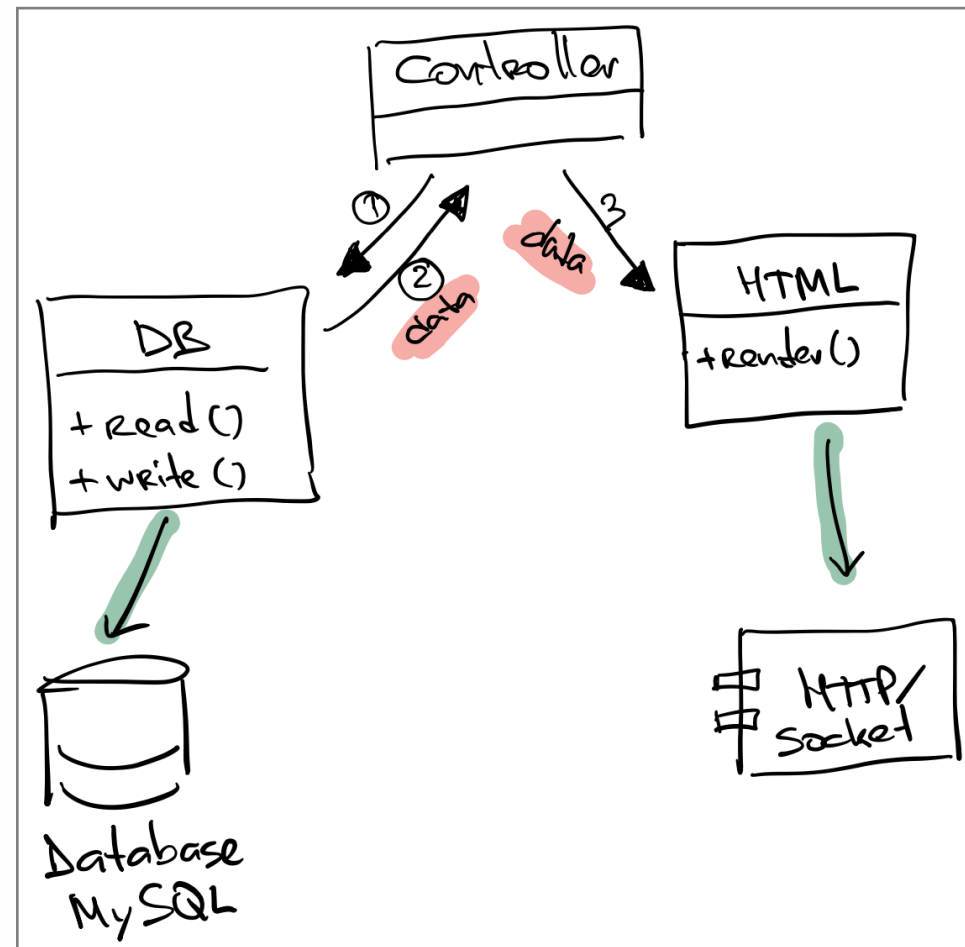 Controller
①
②
data
data
3
DB
+ read ()
+ write ()
HTML
+ render ()
Database
MySQL
HTTP/
Socket